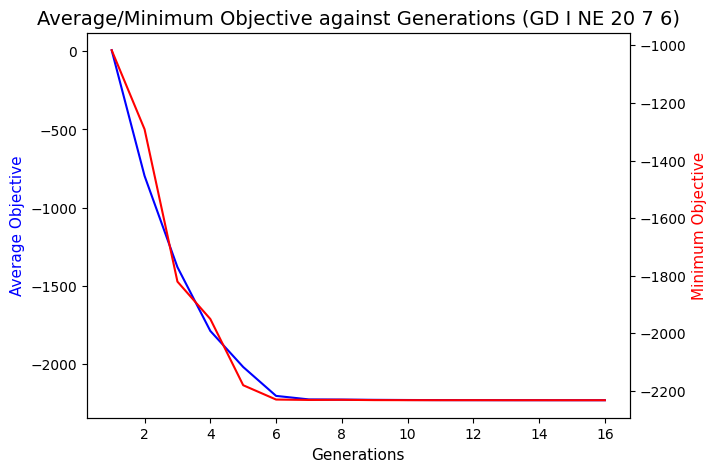 Average/Minimum Objective against Generations (GD I NE 20 7 6)
0
−500
−1000
−1500
−2000
Average Objective
−1000
−1200
−1400
−1600
−1800
−2000
−2200
Minimum Objective
2 4 6 8 10 12 14 16
Generations